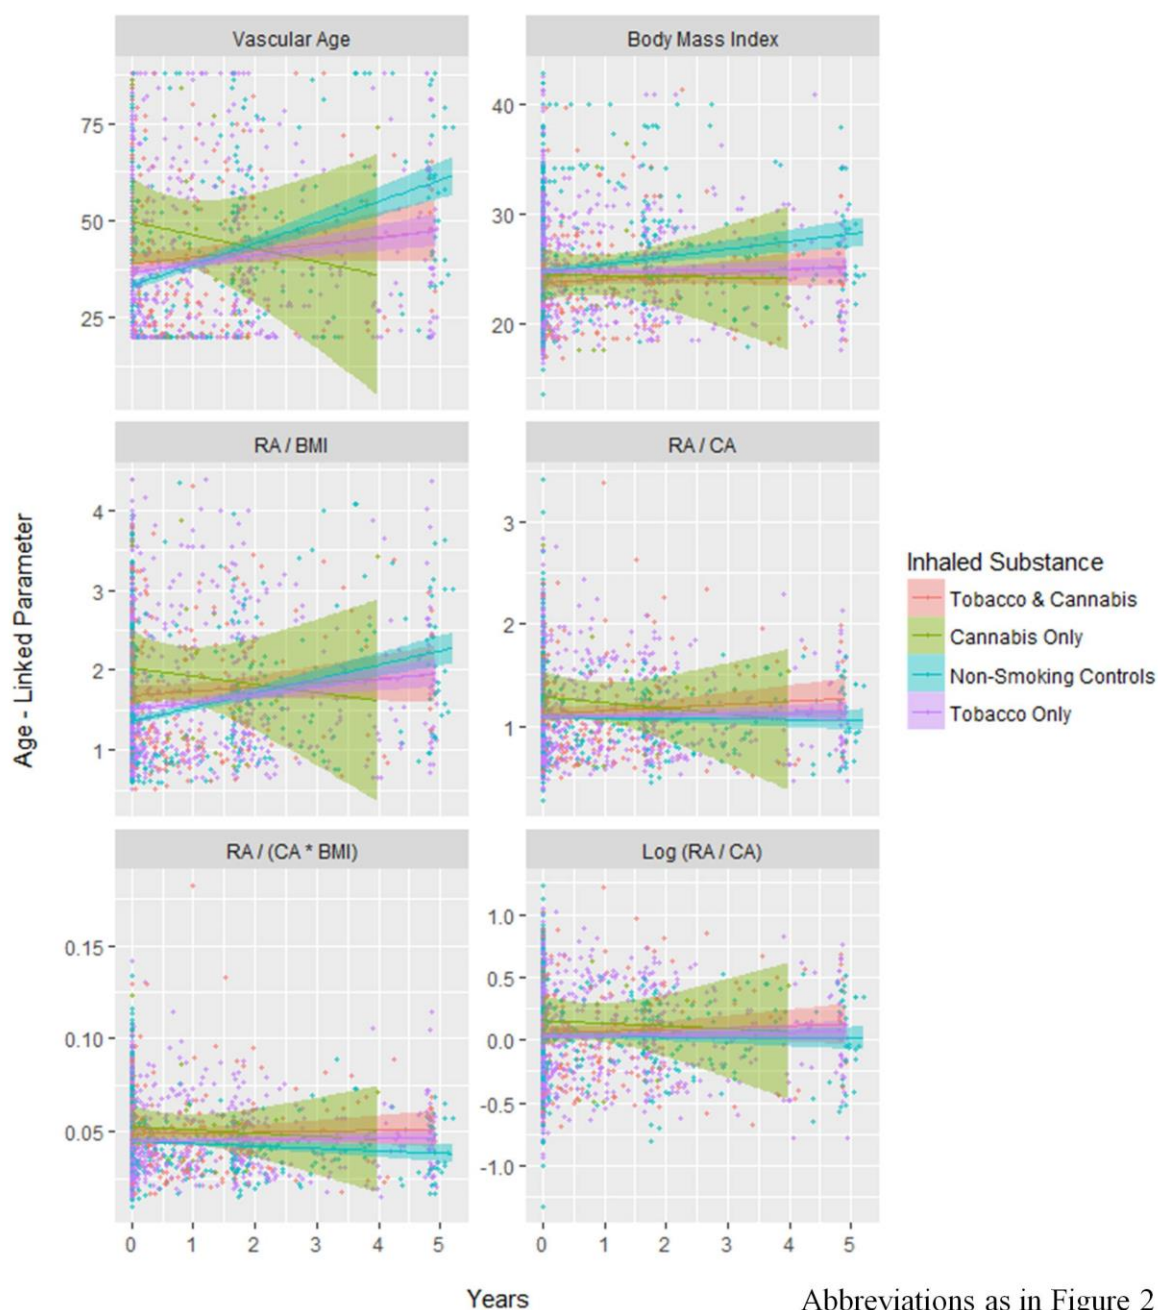 Vascular Age
Body Mass Index
75
50
25
40
30
20
RA / BMI
RA / CA
4
3
2
1
3
2
1
RA / (CA * BMI)
Log (RA / CA)
0.15
0.10
0.05
1.0
0.5
0.0
-0.5
-1.0
0 1 2 3 4 5
0 1 2 3 4 5
Age - Linked Parameter
Years
Inhaled Substance
Tobacco & Cannabis
Cannabis Only
Non-Smoking Controls
Tobacco Only
Abbreviations as in Figure 2